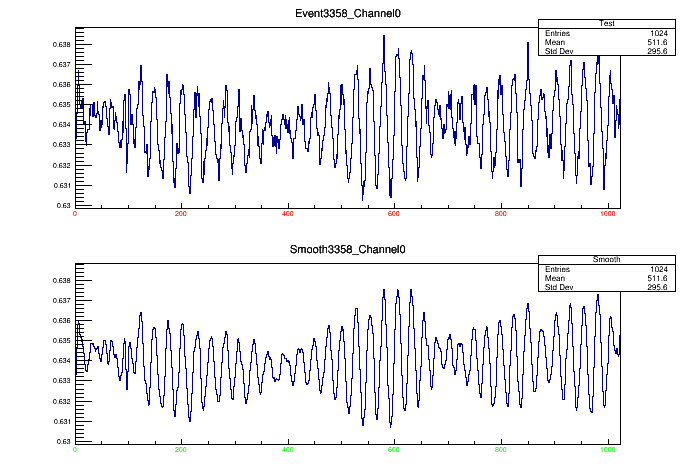 Event3358_Channel0
Test
Entries 1024
Mean 511.6
Std Dev 295.6
0.638
0.637
0.636
0.635
0.634
0.633
0.632
0.631
0.63
0 200 400 600 800 1000
Smooth3358_Channel0
Smooth
Entries 1024
Mean 511.6
Std Dev 295.6
0.638
0.637
0.636
0.635
0.634
0.633
0.632
0.631
0.63
0 200 400 600 800 1000